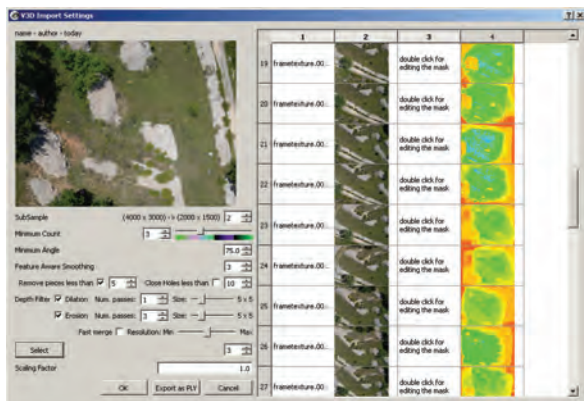 V3D Import Settings
name - author - today
SubSample (4000 x 3000) -> (2000 x 1500) 2
Minimum Count 3
Minimum Angle 75.0
Feature Aware Smoothing 3
Remove pieces less than 5 Close Holes less than 10
Depth Filter Dilation Num. passes: 1 Size: 5 x 5
Erosion Num. passes: 3 Size: 5 x 5
Fast merge Resolution: Min Max
Select 3
Scaling Factor 1.0
OK Export as PLY Cancel
1 2 3 4
19 frametexture.00... double click for
editing the mask
20 frametexture.00... double click for
editing the mask
21 frametexture.00... double click for
editing the mask
22 frametexture.00... double click for
editing the mask
23 frametexture.00... double click for
editing the mask
24 frametexture.00... double click for
editing the mask
25 frametexture.00... double click for
editing the mask
26 frametexture.00... double click for
editing the mask
27 frametexture.00... double click for
editing the mask